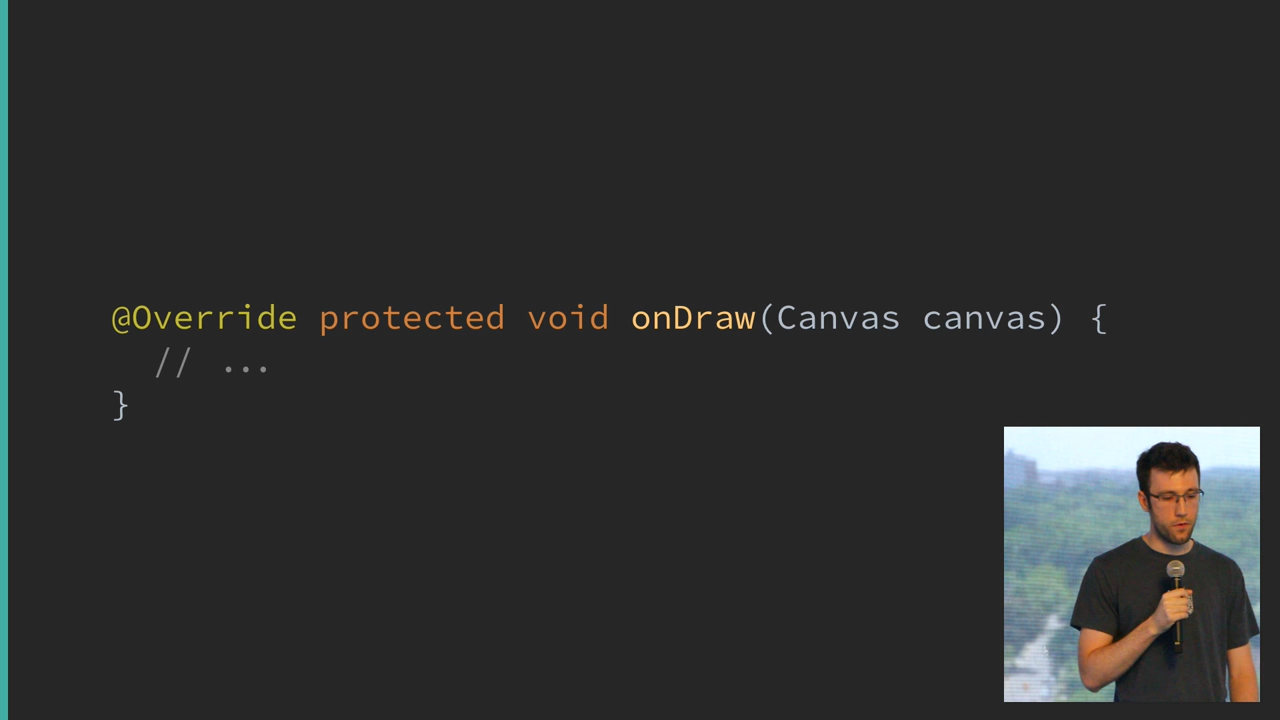 @Override protected void onDraw(Canvas canvas) {
  // ...
}